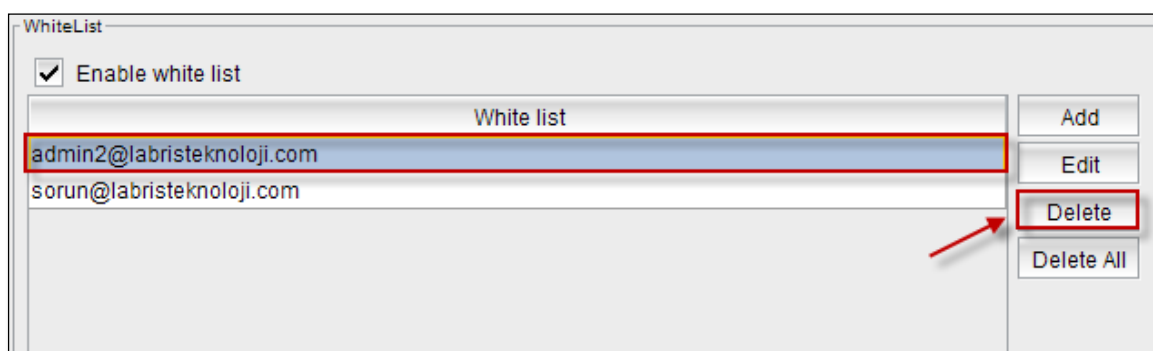 WhiteList
Enable white list
White list
Add
admin2@labristeknoloji.com
Edit
sorun@labristeknoloji.com
Delete
Delete All